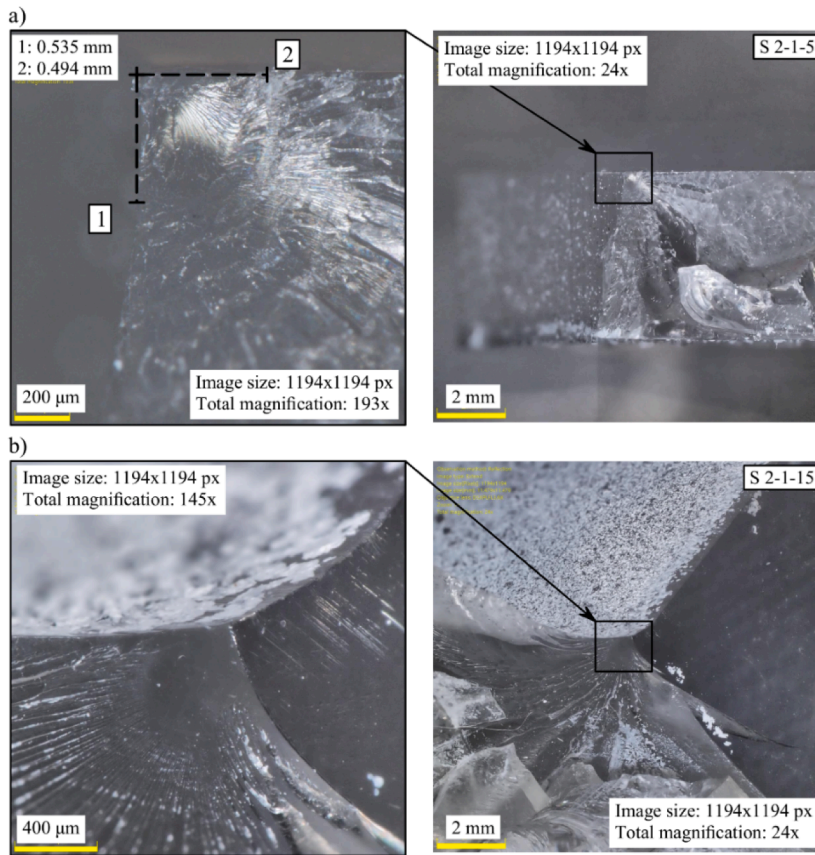 a)
1: 0.535 mm
2: 0.494 mm
2
1
Image size: 1194x1194 px
Total magnification: 193x
200 µm
Image size: 1194x1194 px
Total magnification: 24x
S 2-1-5
2 mm
b)
Image size: 1194x1194 px
Total magnification: 145x
400 µm
S 2-1-15
Image size: 1194x1194 px
Total magnification: 24x
2 mm